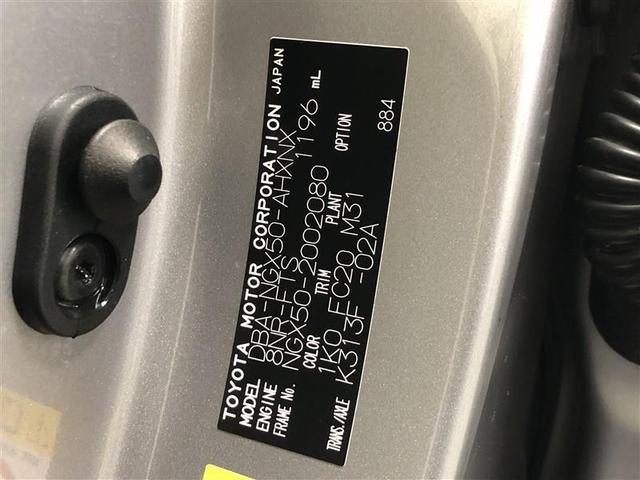 TOYOTA MOTOR CORPORATION JAPAN
MODEL DBA-NGX50-AHXNX
ENGINE 8NR-FTS 1196 mL
FRAME No. NGX50-2002080
COLOR TRIM PLANT OPTION
1K0 FC20 M31
TRANS./AXLE K313F -02A 884